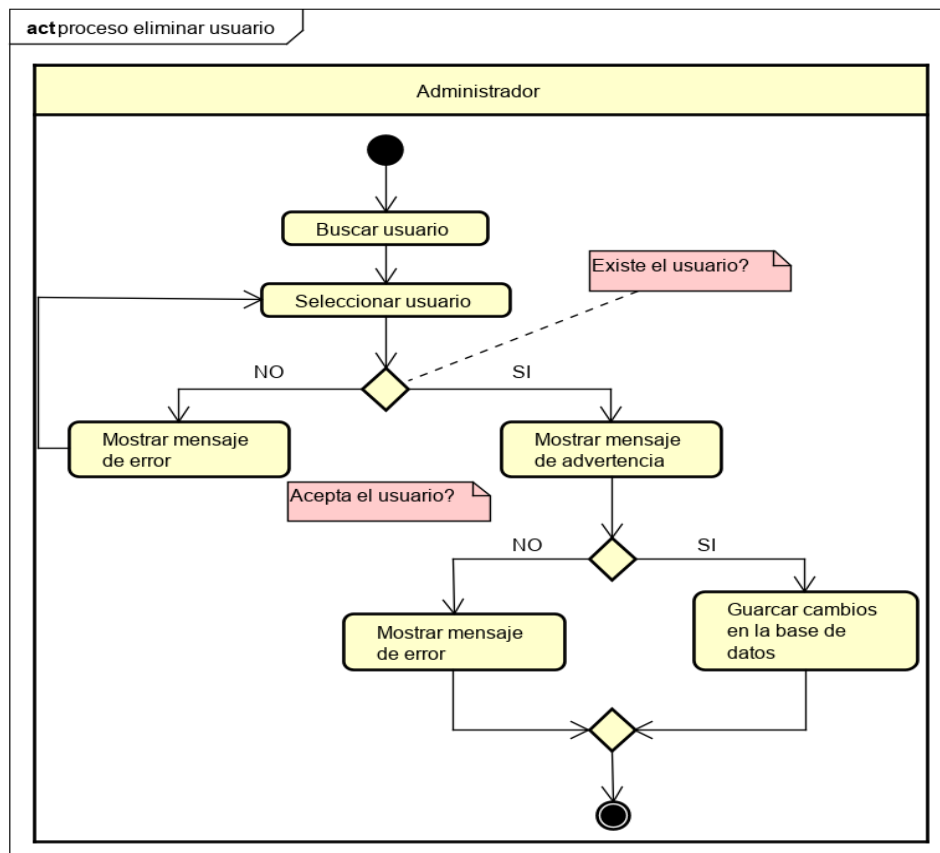 act proceso eliminar usuario
Administrador
Buscar usuario
Existe el usuario?
Seleccionar usuario
NO
SI
Mostrar mensaje
de error
Mostrar mensaje
de advertencia
Acepta el usuario?
NO
SI
Mostrar mensaje
de error
Guarcar cambios
en la base de
datos